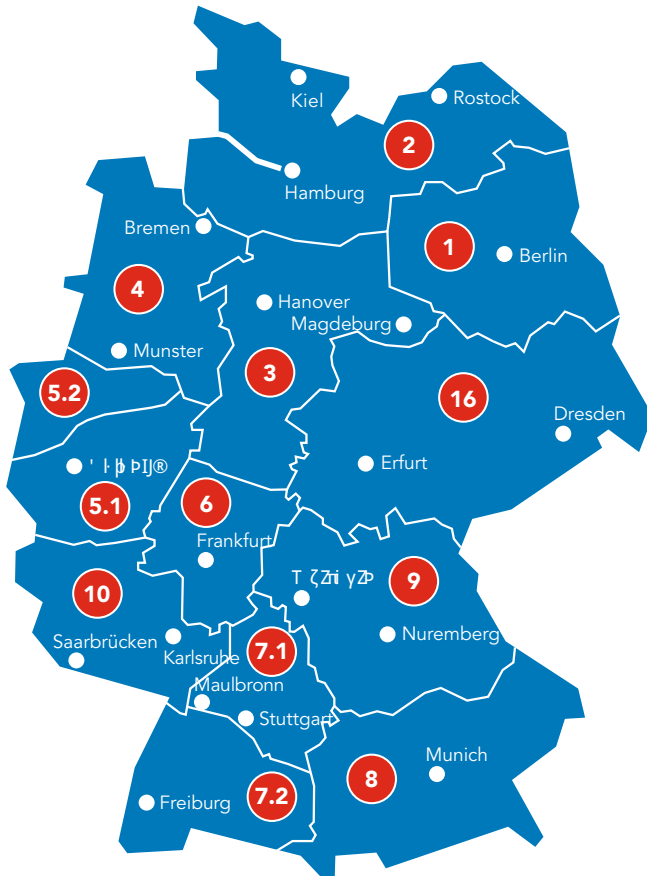 Kiel
Rostock
2
Hamburg
Bremen
1
Berlin
4
Hanover
Magdeburg
Munster
3
5.2
16
Dresden
Erfurt
5.1
6
Frankfurt
9
10
Nuremberg
Saarbrücken
Karlsruhe
7.1
Maulbronn
Stuttgart
Munich
8
7.2
Freiburg